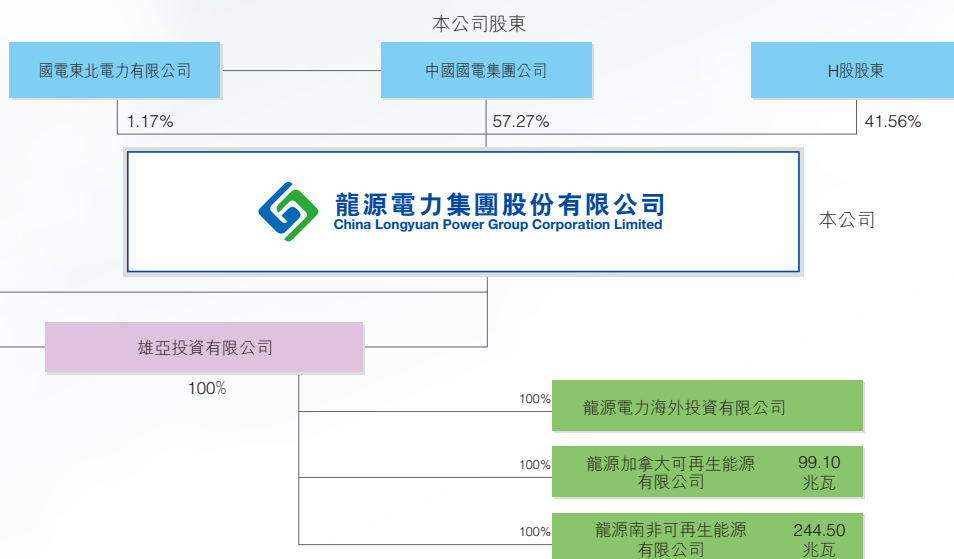 本公司股東
國電東北電力有限公司
中國國電集團公司
H股股東
1.17%
57.27%
41.56%
龍源電力集團股份有限公司
China Longyuan Power Group Corporation Limited
本公司
雄亞投資有限公司
100%
100%
龍源電力海外投資有限公司
100%
龍源加拿大可再生能源
有限公司
99.10
兆瓦
100%
龍源南非可再生能源
有限公司
244.50
兆瓦